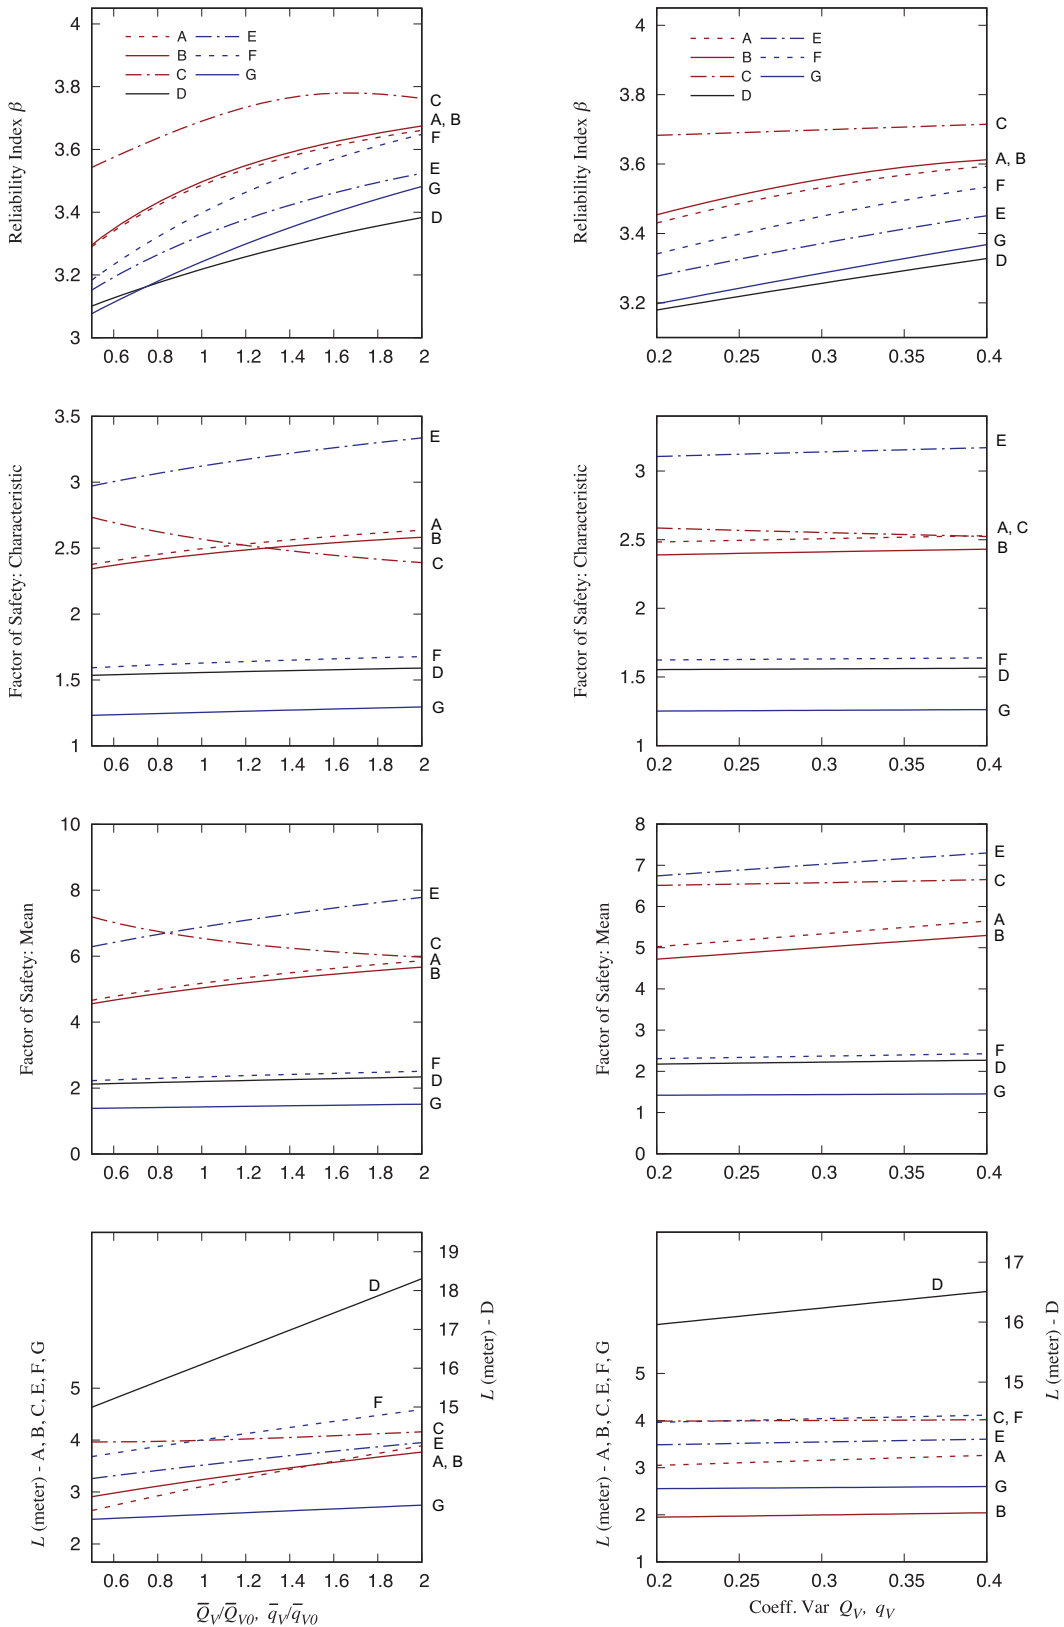 4
3.8
3.6
3.4
3.2
3
Reliability Index β
A
B
C
D
E
F
G
C
A, B
F
E
G
D
0.6 0.8 1 1.2 1.4 1.6 1.8 2
4
3.8
3.6
3.4
3.2
Reliability Index β
A
B
C
D
E
F
G
C
A, B
F
E
G
D
0.2 0.25 0.3 0.35 0.4
3.5
3
2.5
2
1.5
1
Factor of Safety: Characteristic
E
A
B
C
F
D
G
0.6 0.8 1 1.2 1.4 1.6 1.8 2
3
2.5
2
1.5
1
Factor of Safety: Characteristic
E
A, C
B
F
D
G
0.2 0.25 0.3 0.35 0.4
10
8
6
4
2
0
Factor of Safety: Mean
E
C
A
B
F
D
G
0.6 0.8 1 1.2 1.4 1.6 1.8 2
8
7
6
5
4
3
2
1
0
Factor of Safety: Mean
E
C
A
B
F
D
G
0.2 0.25 0.3 0.35 0.4
5
4
3
2
L (meter) - A, B, C, E, F, G
19
18
17
16
15
L (meter) - D
D
F
C
E
A, B
G
0.6 0.8 1 1.2 1.4 1.6 1.8 2
Q̅_V/Q̅_V0, q̅_V/q̅_V0
5
4
3
2
1
L (meter) - A, B, C, E, F, G
17
16
15
L (meter) - D
D
C, F
E
A
G
B
0.2 0.25 0.3 0.35 0.4
Coeff. Var Q_V, q_V